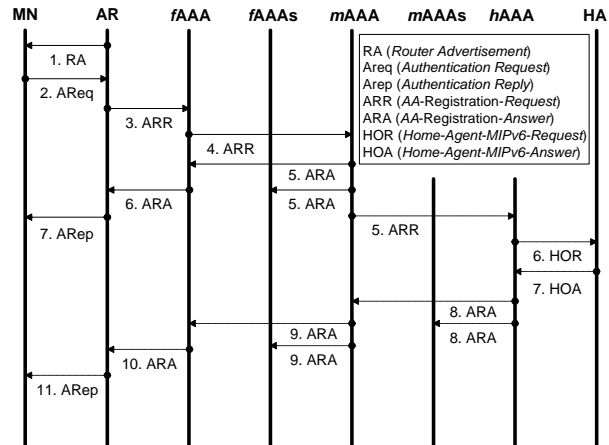 MN AR fAAA fAAAs mAAA mAAAs hAAA HA
RA (Router Advertisement)
Areq (Authentication Request)
Arep (Authentication Reply)
ARR (AA-Registration-Request)
ARA (AA-Registration-Answer)
HOR (Home-Agent-MIPv6-Request)
HOA (Home-Agent-MIPv6-Answer)
1. RA
2. AReq
3. ARR
4. ARR
5. ARA
6. ARA
5. ARA
7. ARep
5. ARR
6. HOR
7. HOA
8. ARA
9. ARA
8. ARA
10. ARA
9. ARA
11. ARep